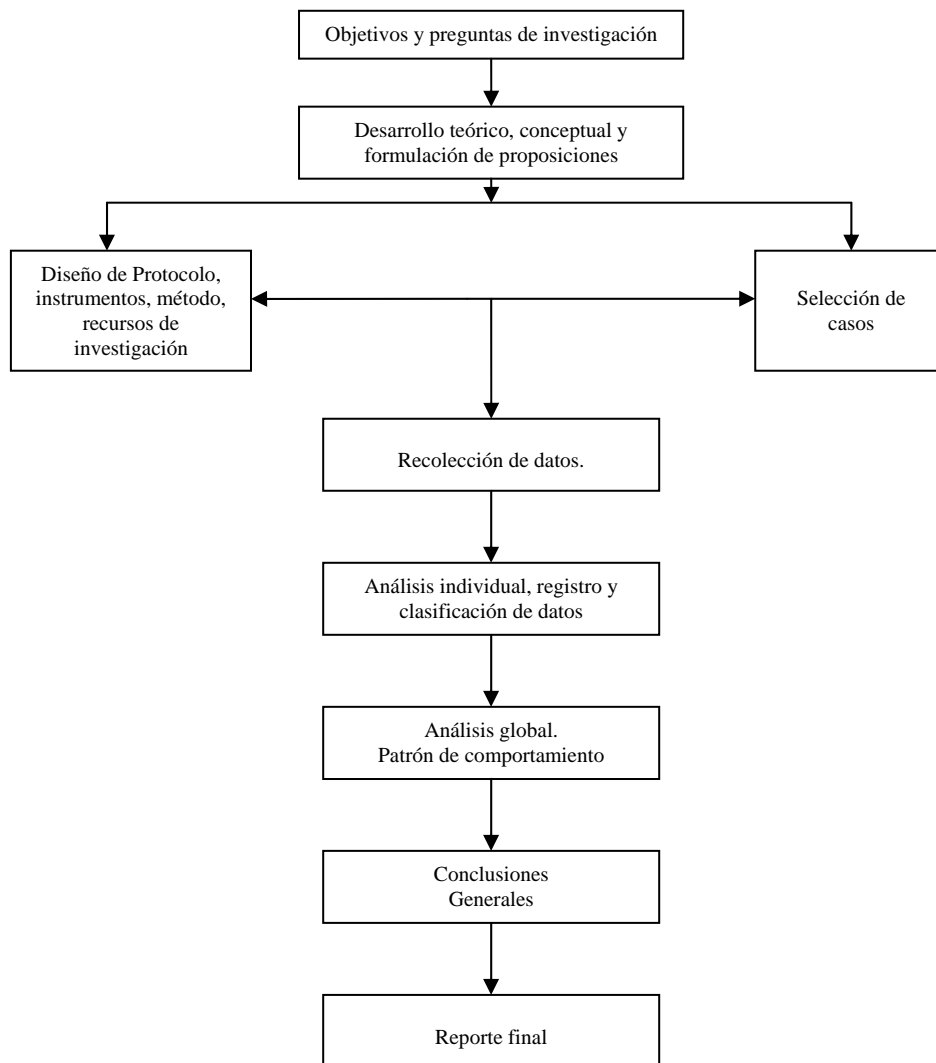 Objetivos y preguntas de investigación
Desarrollo teórico, conceptual y
formulación de proposiciones
Diseño de Protocolo,
instrumentos, método,
recursos de
investigación
Selección de
casos
Recolección de datos.
Análisis individual, registro y
clasificación de datos
Análisis global.
Patrón de comportamiento
Conclusiones
Generales
Reporte final